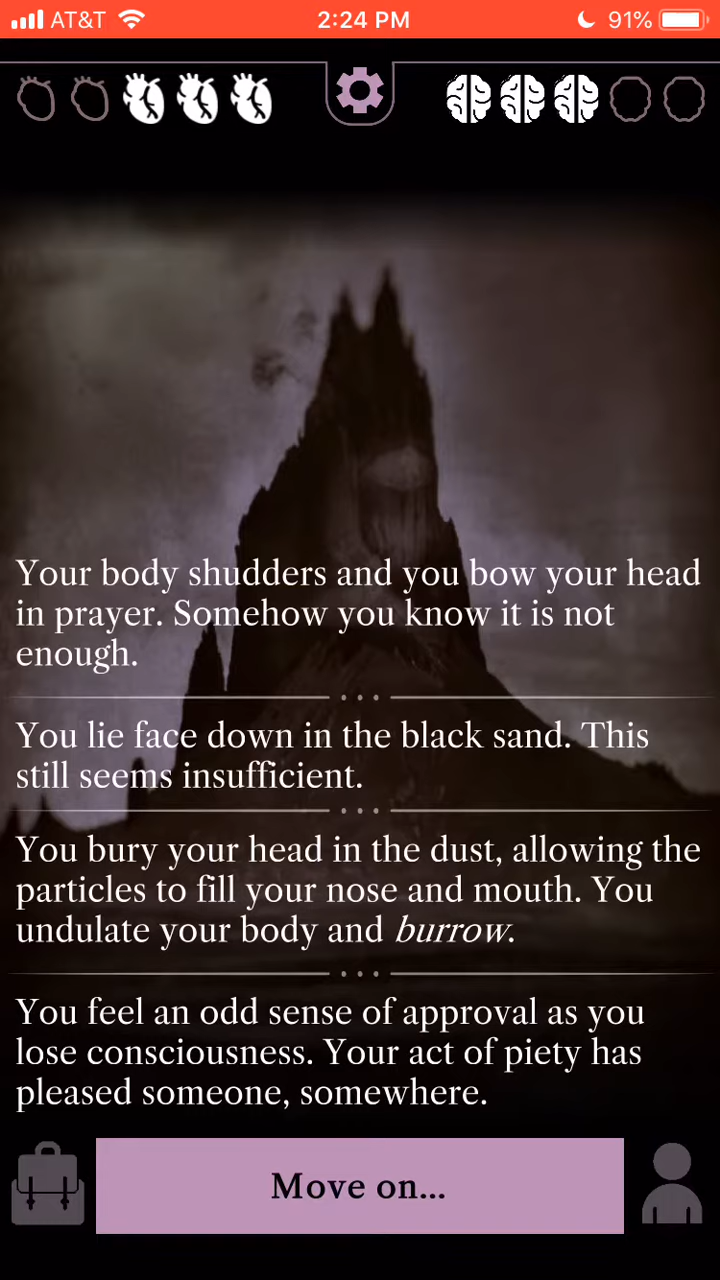 AT&T 2:24 PM 91%
Your body shudders and you bow your head
in prayer. Somehow you know it is not
enough.
You lie face down in the black sand. This
still seems insufficient.
You bury your head in the dust, allowing the
particles to fill your nose and mouth. You
undulate your body and burrow.
You feel an odd sense of approval as you
lose consciousness. Your act of piety has
pleased someone, somewhere.
Move on...